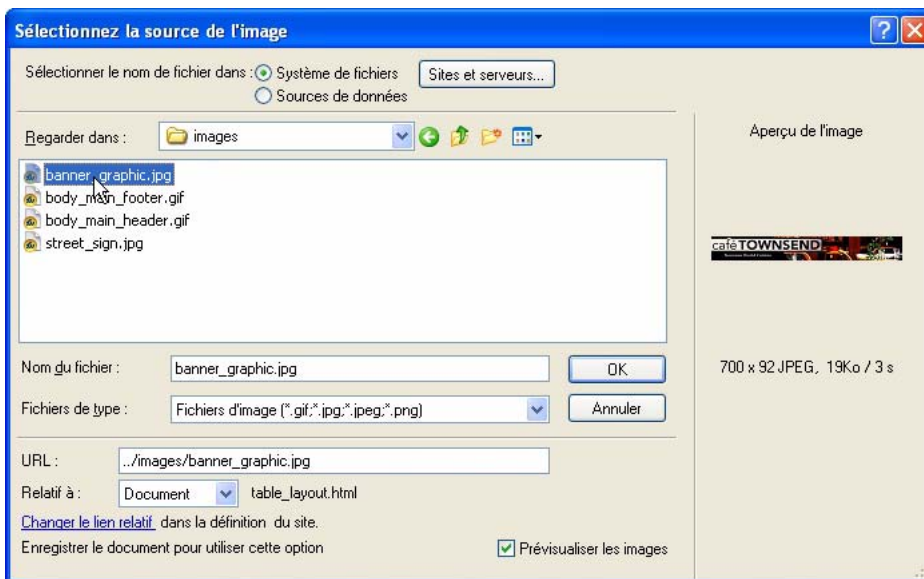 Sélectionnez la source de l'image
Sélectionner le nom de fichier dans : Système de fichiers Sites et serveurs...
Sources de données
Regarder dans : images
Aperçu de l'image
banner_graphic.jpg
body_main_footer.gif
body_main_header.gif
street_sign.jpg
café TOWNSEND
Nom du fichier : banner_graphic.jpg OK
700 x 92 JPEG, 19Ko / 3 s
Fichiers de type : Fichiers d'image (*.gif;*.jpg;*.jpeg;*.png) Annuler
URL : ../images/banner_graphic.jpg
Relatif à : Document table_layout.html
Changer le lien relatif dans la définition du site.
Enregistrer le document pour utiliser cette option Prévisualiser les images